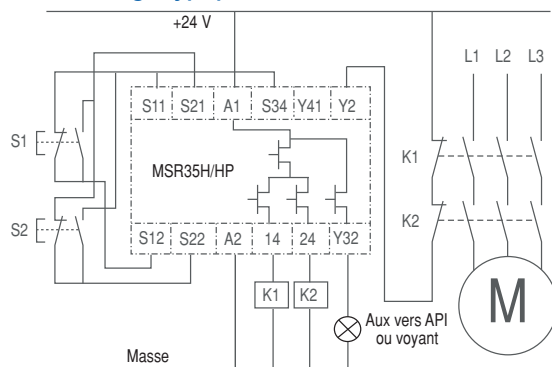 +24 V
L1 L2 L3
S11 S21 A1 S34 Y41 Y2
S1
MSR35H/HP
K1
S2
K2
S12 S22 A2 14 24 Y32
K1 K2
M
Aux vers API
ou voyant
Masse